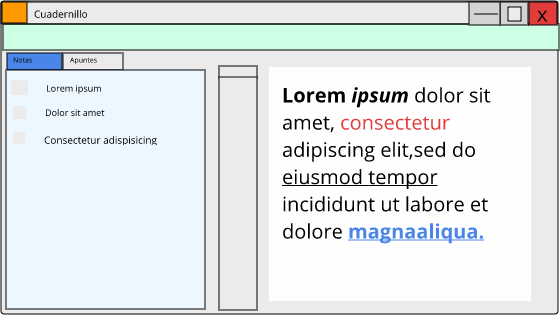 Cuadernillo
X
Notas
Apuntes
Lorem ipsum
Dolor sit amet
Consectetur adispisicing
Lorem ipsum dolor sit
amet, consectetur
adipiscing elit,sed do
eiusmod tempor
incididunt ut labore et
dolore magnaaliqua.